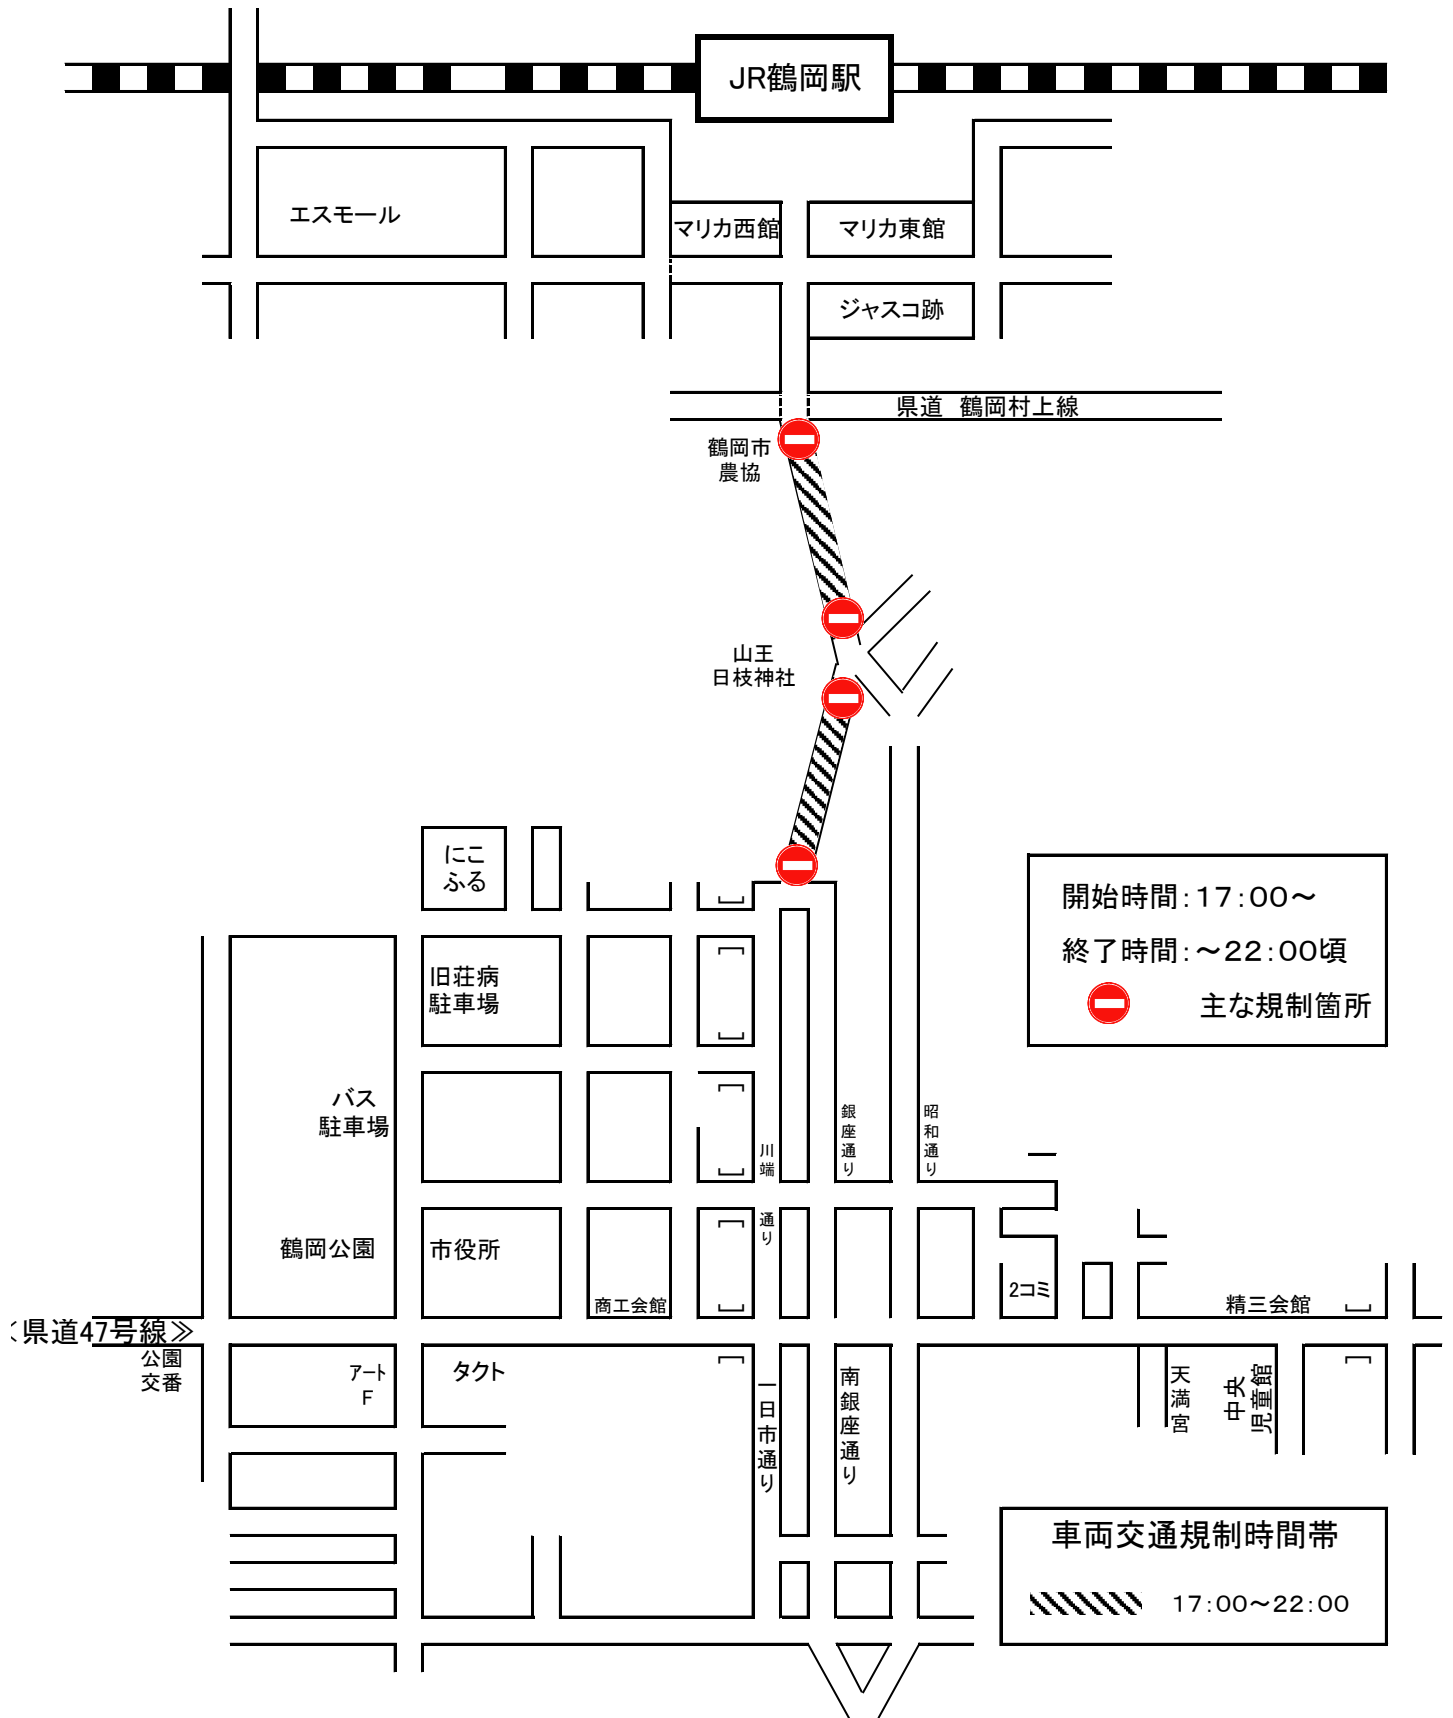 JR鶴岡駅
エスモール
マリカ西館
マリカ東館
ジャスコ跡
県道 鶴岡村上線
鶴岡市
農協
山王
日枝神社
にこ
ふる
開始時間：17：00～
終了時間：～22：00頃
主な規制箇所
旧荘病
駐車場
バス
駐車場
川端
通り
銀座通り
昭和通り
鶴岡公園
市役所
商工会館
2コミ
精三会館
＜県道47号線≫
公園
交番
アート
F
タクト
一日市通り
南銀座通り
天満宮
中央
児童館
車両交通規制時間帯
17：00～22：00